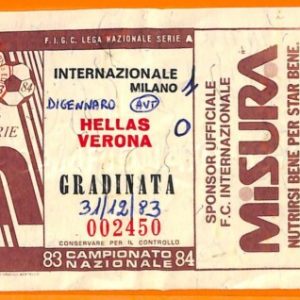 F.I.G.C. LEGA NAZIONALE SERIE A
84
INTERNAZIONALE
MILANO 1
DIGENNARO AUT
HELLAS 0
VERONA
GRADINATA
31/12/83
002450
CONSERVARE PER IL CONTROLLO
83 CAMPIONATO 84
NAZIONALE
SPONSOR UFFICIALE
F.C. INTERNAZIONALE
MiSURA
NUTRIRSI BENE PER STAR BENE